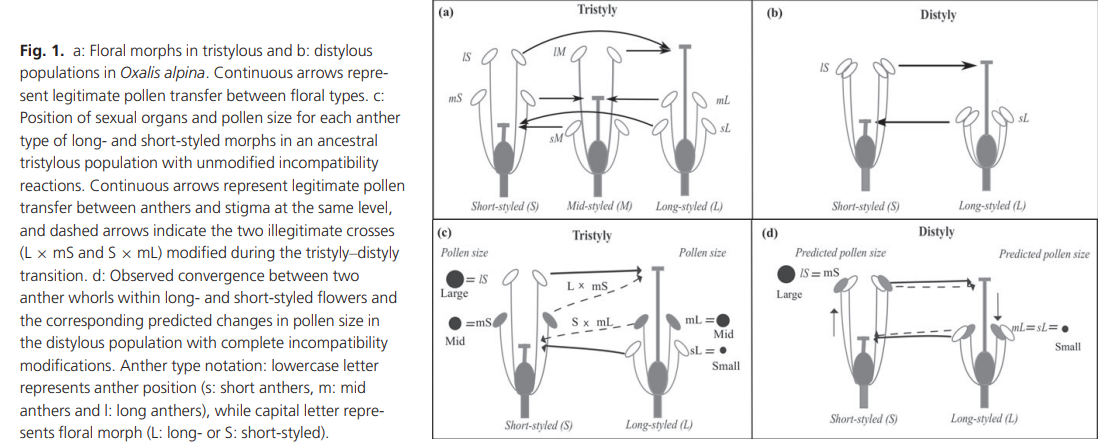 Fig. 1. a: Floral morphs in tristylous and b: distylous
populations in Oxalis alpina. Continuous arrows repre-
sent legitimate pollen transfer between floral types. c:
Position of sexual organs and pollen size for each anther
type of long- and short-styled morphs in an ancestral
tristylous population with unmodified incompatibility
reactions. Continuous arrows represent legitimate pollen
transfer between anthers and stigma at the same level,
and dashed arrows indicate the two illegitimate crosses
(L × mS and S × mL) modified during the tristyly–distyly
transition. d: Observed convergence between two
anther whorls within long- and short-styled flowers and
the corresponding predicted changes in pollen size in
the distylous population with complete incompatibility
modifications. Anther type notation: lowercase letter
represents anther position (s: short anthers, m: mid
anthers and l: long anthers), while capital letter repre-
sents floral morph (L: long- or S: short-styled).
(a)
Tristyly
lS
lM
mS
mL
sM
sL
Short-styled (S)
Mid-styled (M)
Long-styled (L)
(b)
Distyly
lS
sL
Short-styled (S)
Long-styled (L)
(c)
Tristyly
Pollen size
Pollen size
= lS
Large
L × mS
=mS
Mid
S × mL
mL =
Mid
sL =
Small
Short-styled (S)
Long-styled (L)
(d)
Distyly
Predicted pollen size
Predicted pollen size
lS = mS
Large
mL=sL=
Small
Short-styled (S)
Long-styled (L)